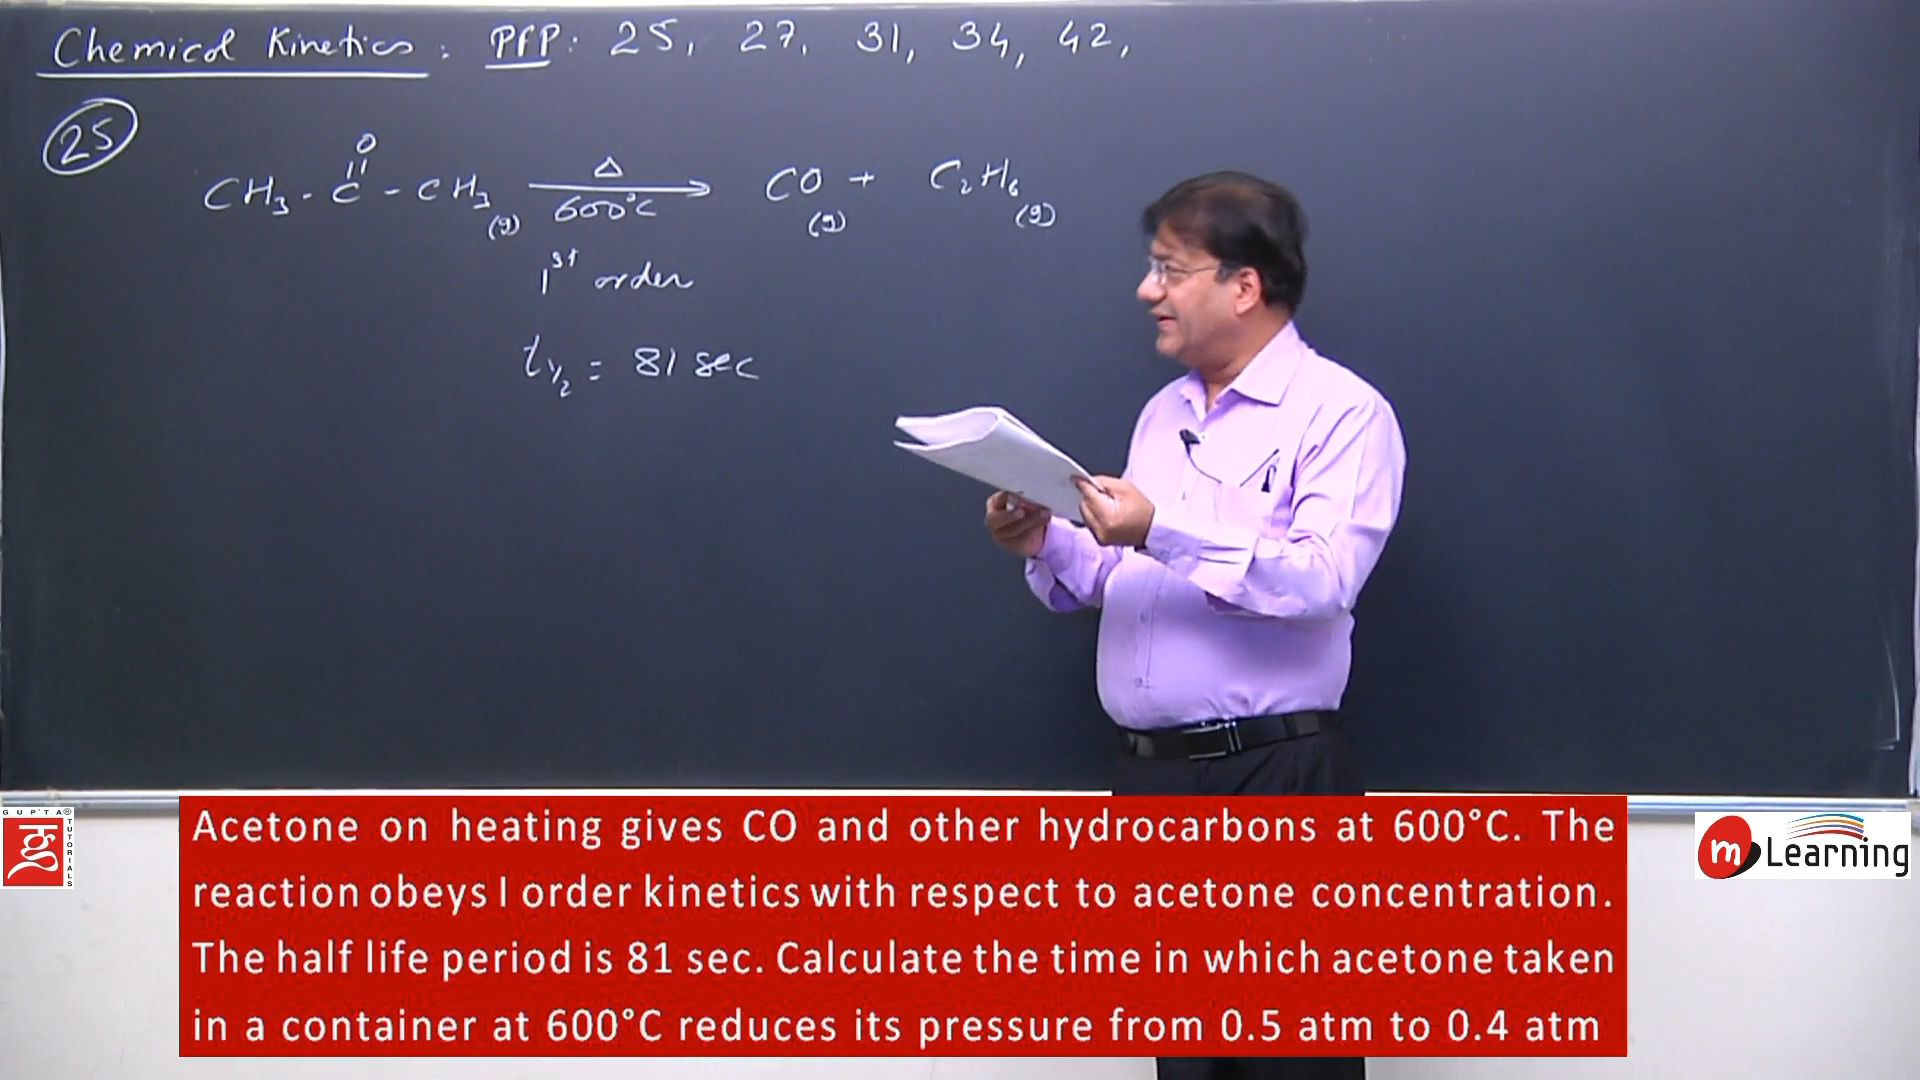 Chemical Kinetics : PFP : 25, 27, 31, 34, 42,
25
O
CH3 - C - CH3 (g) Δ 600°C CO (g) + C2H6 (g)
1st order
t1/2 = 81 sec
Acetone on heating gives CO and other hydrocarbons at 600°C. The
reaction obeys I order kinetics with respect to acetone concentration.
The half life period is 81 sec. Calculate the time in which acetone taken
in a container at 600°C reduces its pressure from 0.5 atm to 0.4 atm
GUPTA® TUTORIALS
m Learning